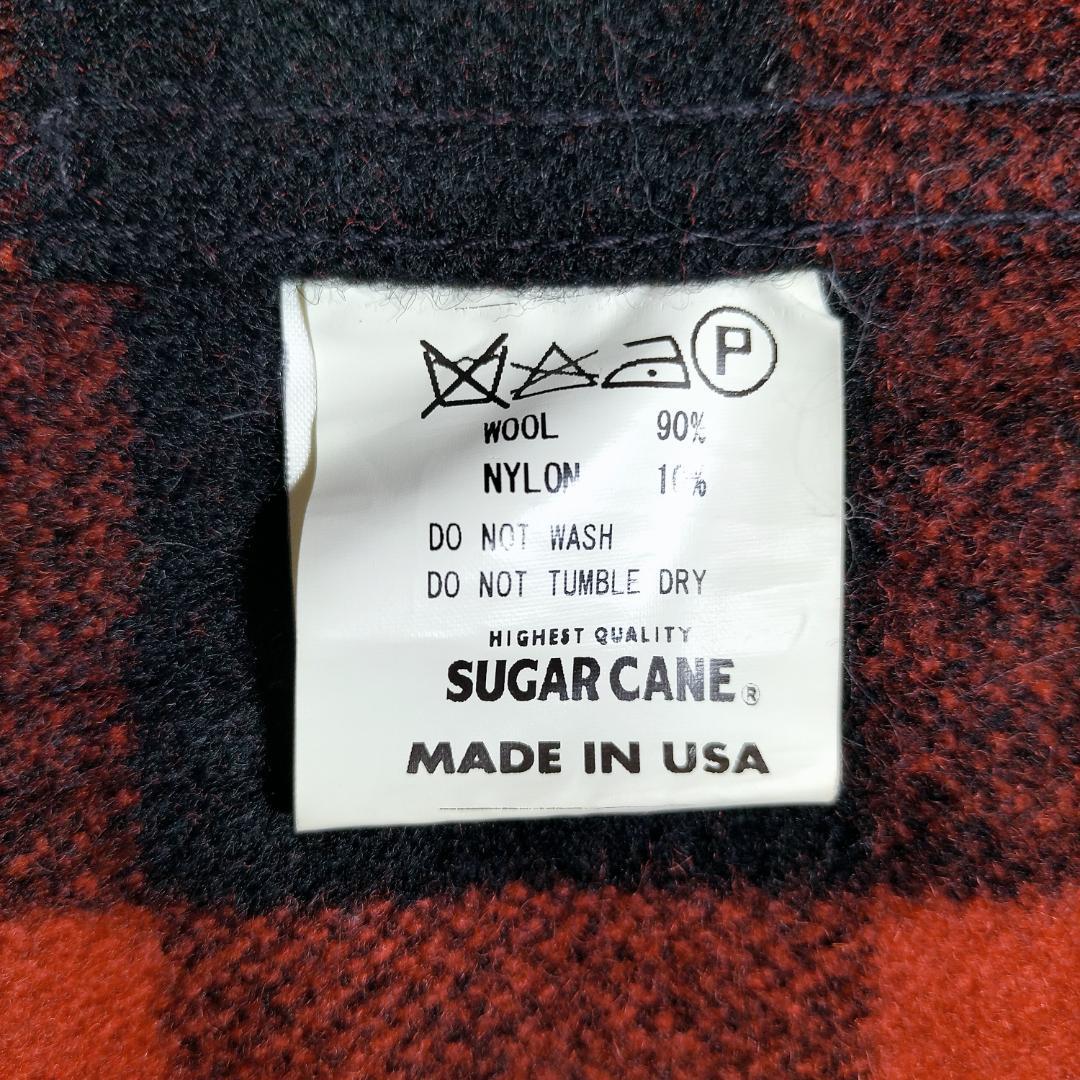 P
WOOL 90%
NYLON 10%
DO NOT WASH
DO NOT TUMBLE DRY
HIGHEST QUALITY
SUGAR CANE®
MADE IN USA